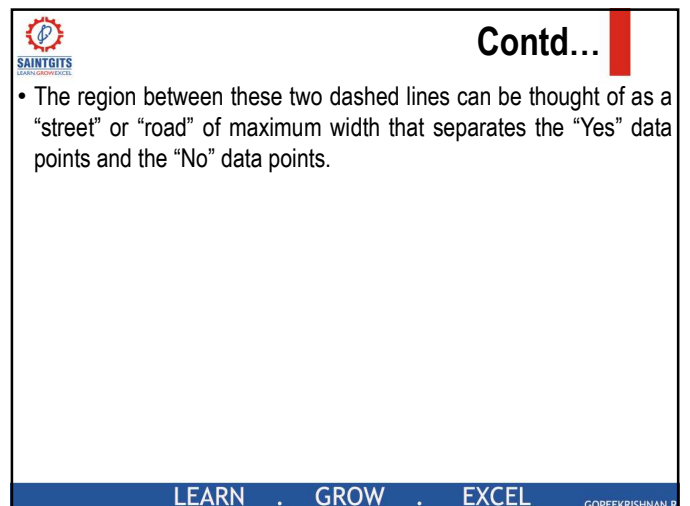 Contd...
SAINTGITS
LEARN.GROW.EXCEL
• The region between these two dashed lines can be thought of as a
“street” or “road” of maximum width that separates the “Yes” data
points and the “No” data points.
LEARN . GROW . EXCEL
GOPEEKRISHNAN R